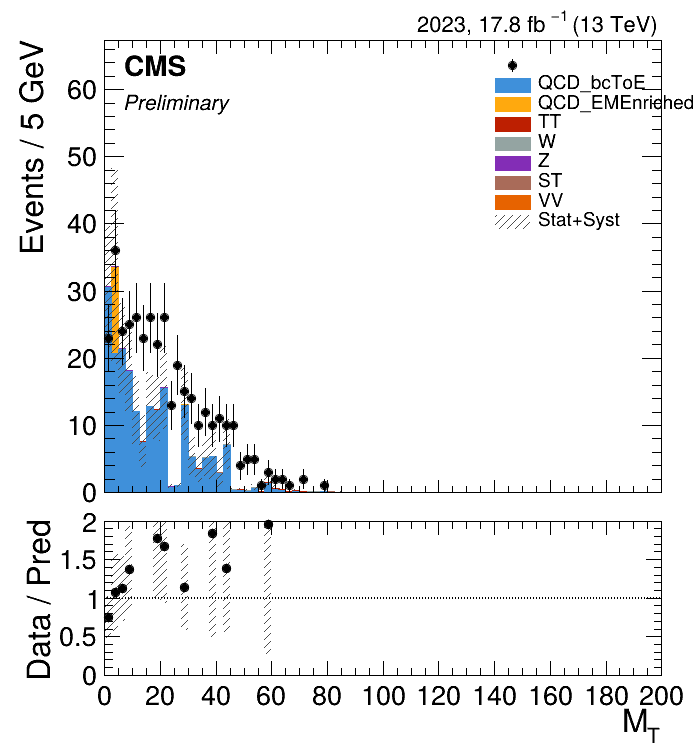 2023, 17.8 fb⁻¹ (13 TeV)
CMS
Preliminary
QCD_bcToE
QCD_EMEnriched
TT
W
Z
ST
VV
Stat+Syst
Events / 5 GeV
60
50
40
30
20
10
0
Data / Pred
2
1.5
1
0.5
0
0 20 40 60 80 100 120 140 160 180 200
M_T